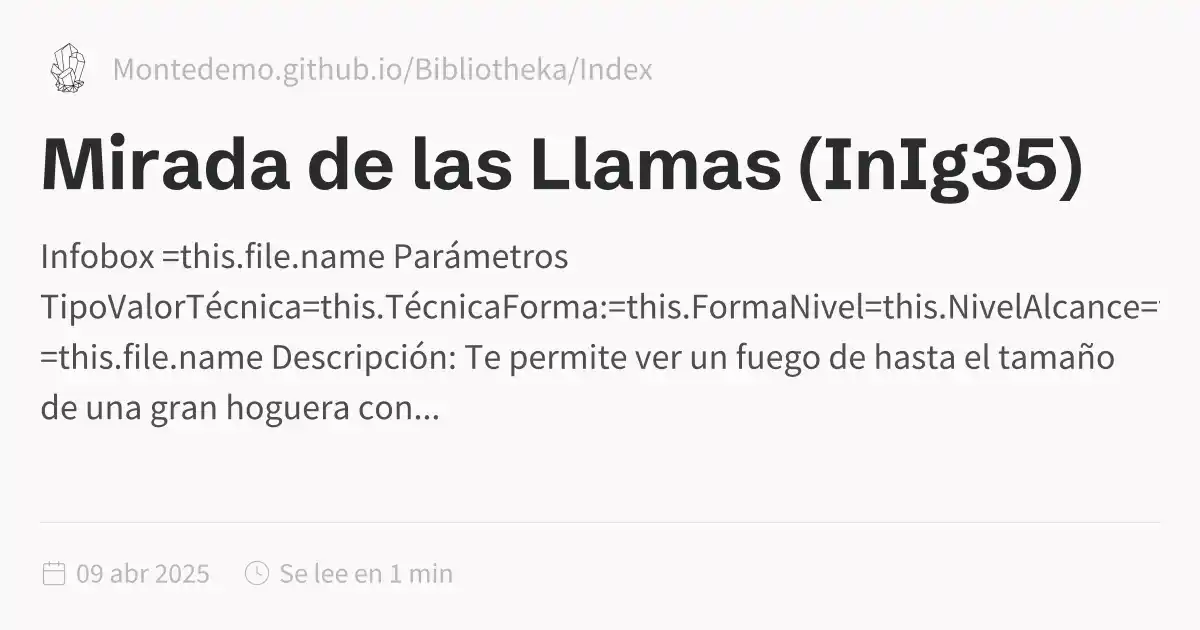 Montedemo.github.io/Bibliotheka/Index
Mirada de las Llamas (InIg35)
Infobox =this.file.name Parámetros
TipoValorTécnica=this.TécnicaForma:=this.FormaNivel=this.NivelAlcance=
=this.file.name Descripción: Te permite ver un fuego de hasta el tamaño
de una gran hoguera con...
09 abr 2025 Se lee en 1 min